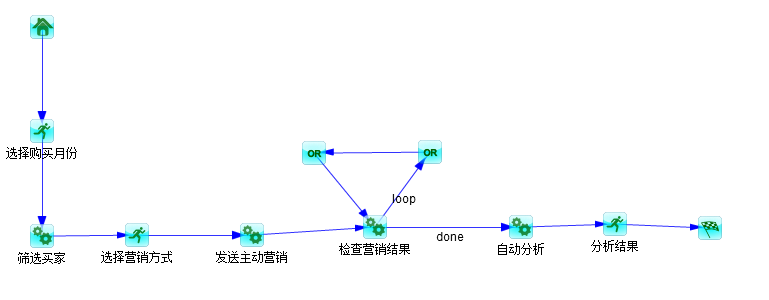 选择购买月份
OR
OR
loop
done
筛选买家
选择营销方式
发送主动营销
检查营销结果
自动分析
分析结果